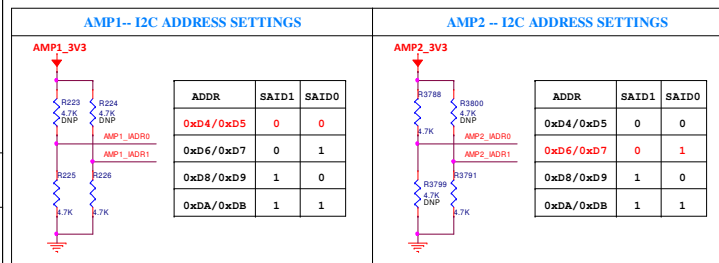 AMP1-- I2C ADDRESS SETTINGS
AMP1_3V3
R223
4.7K
DNP
R224
4.7K
DNP
AMP1_IADR0
AMP1_IADR1
R225
4.7K
R226
4.7K
ADDR SAID1 SAID0
0xD4/0xD5 0 0
0xD6/0xD7 0 1
0xD8/0xD9 1 0
0xDA/0xDB 1 1
AMP2 -- I2C ADDRESS SETTINGS
AMP2_3V3
R3788
4.7K
R3800
4.7K
DNP
AMP2_IADR0
AMP2_IADR1
R3799
4.7K
DNP
R3791
4.7K
ADDR SAID1 SAID0
0xD4/0xD5 0 0
0xD6/0xD7 0 1
0xD8/0xD9 1 0
0xDA/0xDB 1 1